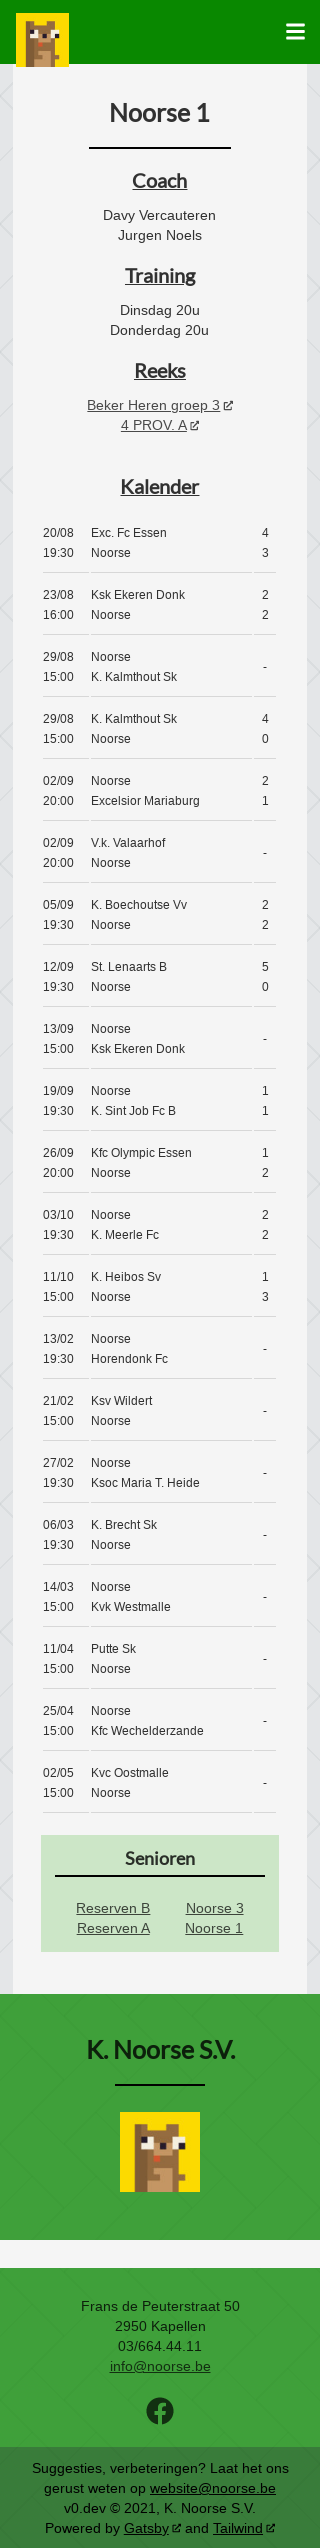 Noorse 1
Coach
Davy Vercauteren
Jurgen Noels
Training
Dinsdag 20u
Donderdag 20u
Reeks
Beker Heren groep 3
4 PROV. A
Kalender
20/08 Exc. Fc Essen 4
19:30 Noorse 3
23/08 Ksk Ekeren Donk 2
16:00 Noorse 2
29/08 Noorse
-
15:00 K. Kalmthout Sk
29/08 K. Kalmthout Sk 4
15:00 Noorse 0
02/09 Noorse 2
20:00 Excelsior Mariaburg 1
02/09 V.k. Valaarhof
-
20:00 Noorse
05/09 K. Boechoutse Vv 2
19:30 Noorse 2
12/09 St. Lenaarts B 5
19:30 Noorse 0
13/09 Noorse
-
15:00 Ksk Ekeren Donk
19/09 Noorse 1
19:30 K. Sint Job Fc B 1
26/09 Kfc Olympic Essen 1
20:00 Noorse 2
03/10 Noorse 2
19:30 K. Meerle Fc 2
11/10 K. Heibos Sv 1
15:00 Noorse 3
13/02 Noorse
-
19:30 Horendonk Fc
21/02 Ksv Wildert
-
15:00 Noorse
27/02 Noorse
-
19:30 Ksoc Maria T. Heide
06/03 K. Brecht Sk
-
19:30 Noorse
14/03 Noorse
-
15:00 Kvk Westmalle
11/04 Putte Sk
-
15:00 Noorse
25/04 Noorse
-
15:00 Kfc Wechelderzande
02/05 Kvc Oostmalle
-
15:00 Noorse
Senioren
Reserven B Noorse 3
Reserven A Noorse 1
K. Noorse S.V.
Frans de Peuterstraat 50
2950 Kapellen
03/664.44.11
info@noorse.be
Suggesties, verbeteringen? Laat het ons
gerust weten op website@noorse.be
v0.dev © 2021, K. Noorse S.V.
Powered by Gatsby and Tailwind